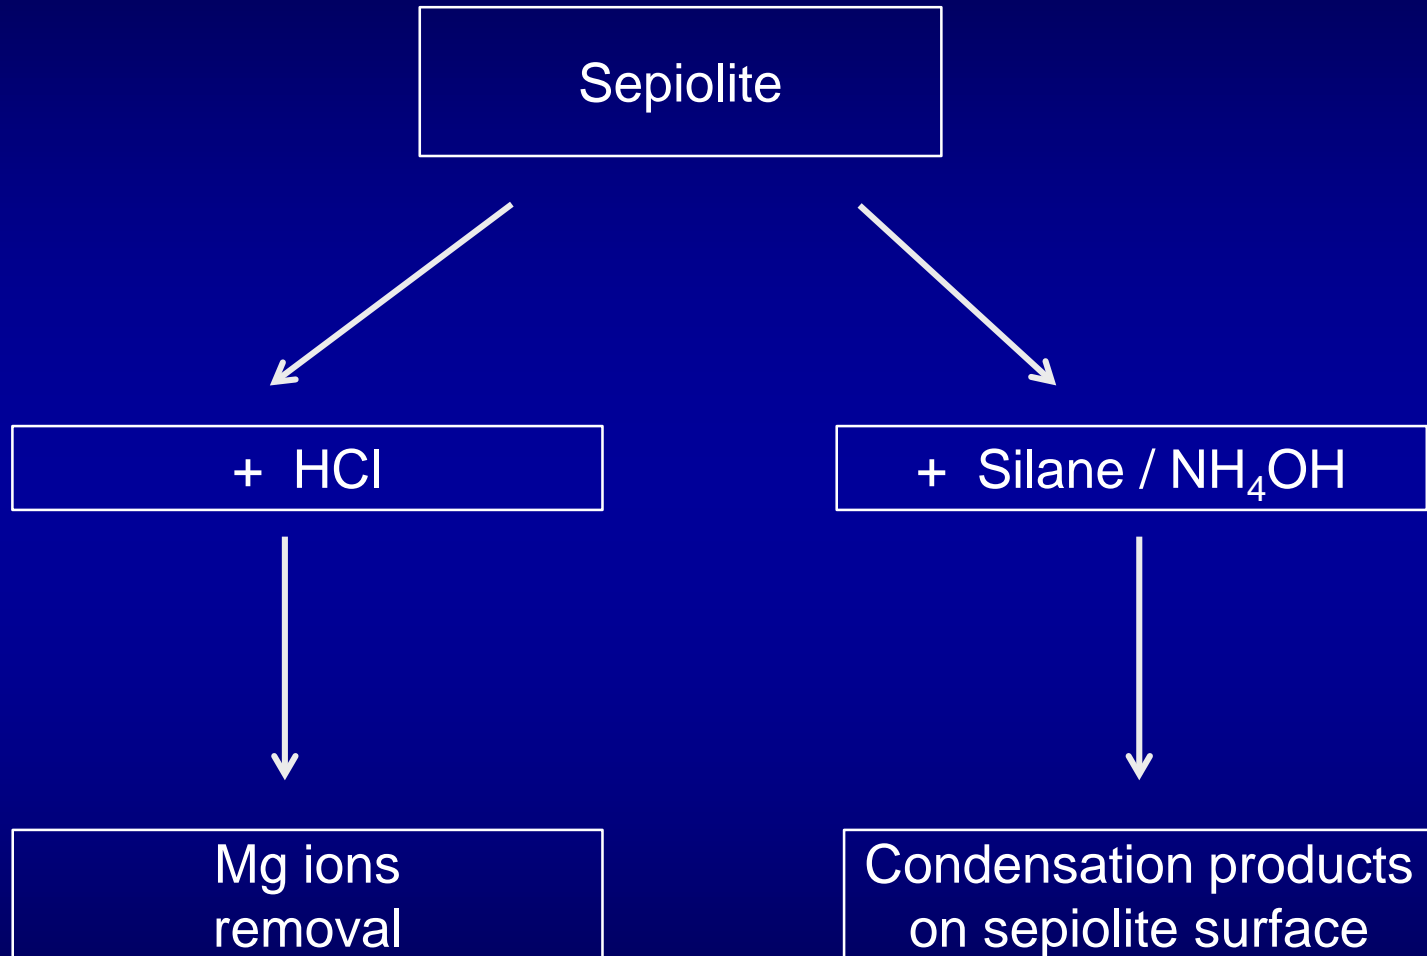 Sepiolite
+ HCl
+ Silane / NH₄OH
Mg ions
removal
Condensation products
on sepiolite surface